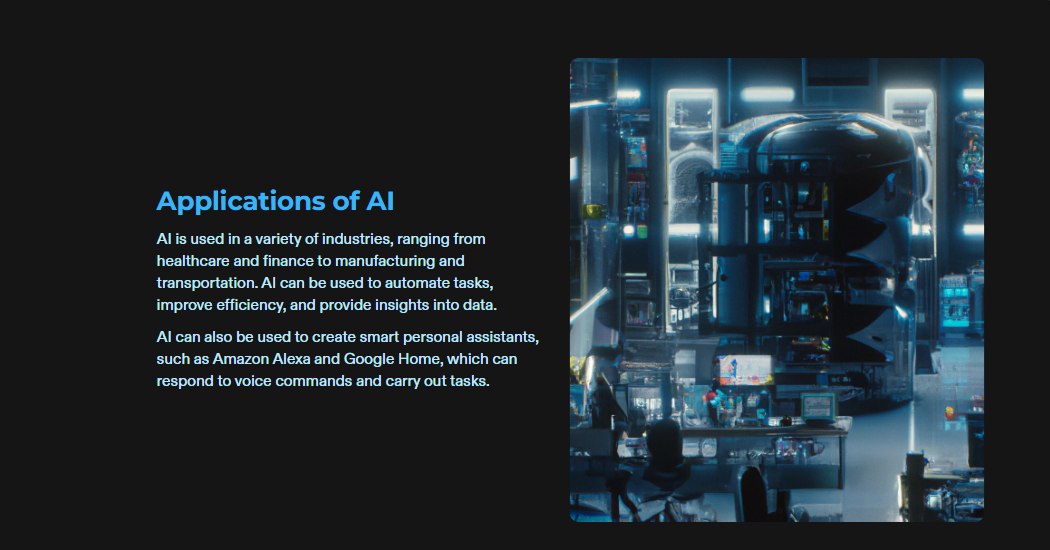 Applications of AI
AI is used in a variety of industries, ranging from
healthcare and finance to manufacturing and
transportation. AI can be used to automate tasks,
improve efficiency, and provide insights into data.
AI can also be used to create smart personal assistants,
such as Amazon Alexa and Google Home, which can
respond to voice commands and carry out tasks.